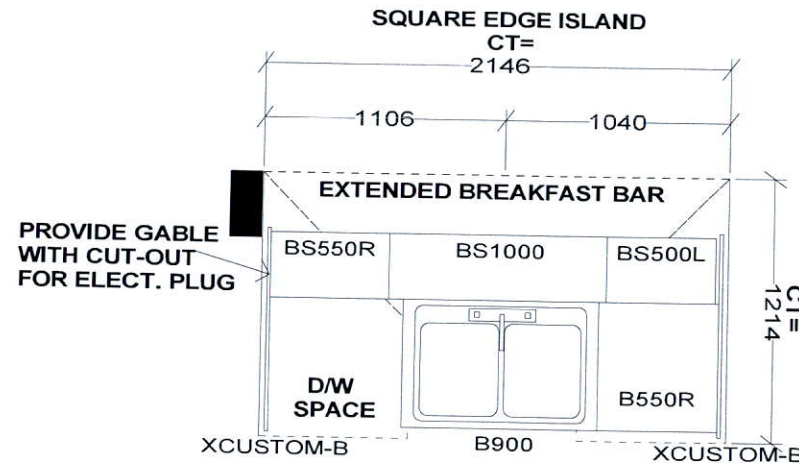 SQUARE EDGE ISLAND
CT=
2146
1106
1040
EXTENDED BREAKFAST BAR
PROVIDE GABLE
WITH CUT-OUT
FOR ELECT. PLUG
BS550R
BS1000
BS500L
CT=
1214
D/W
SPACE
B550R
XCUSTOM-B
B900
XCUSTOM-B